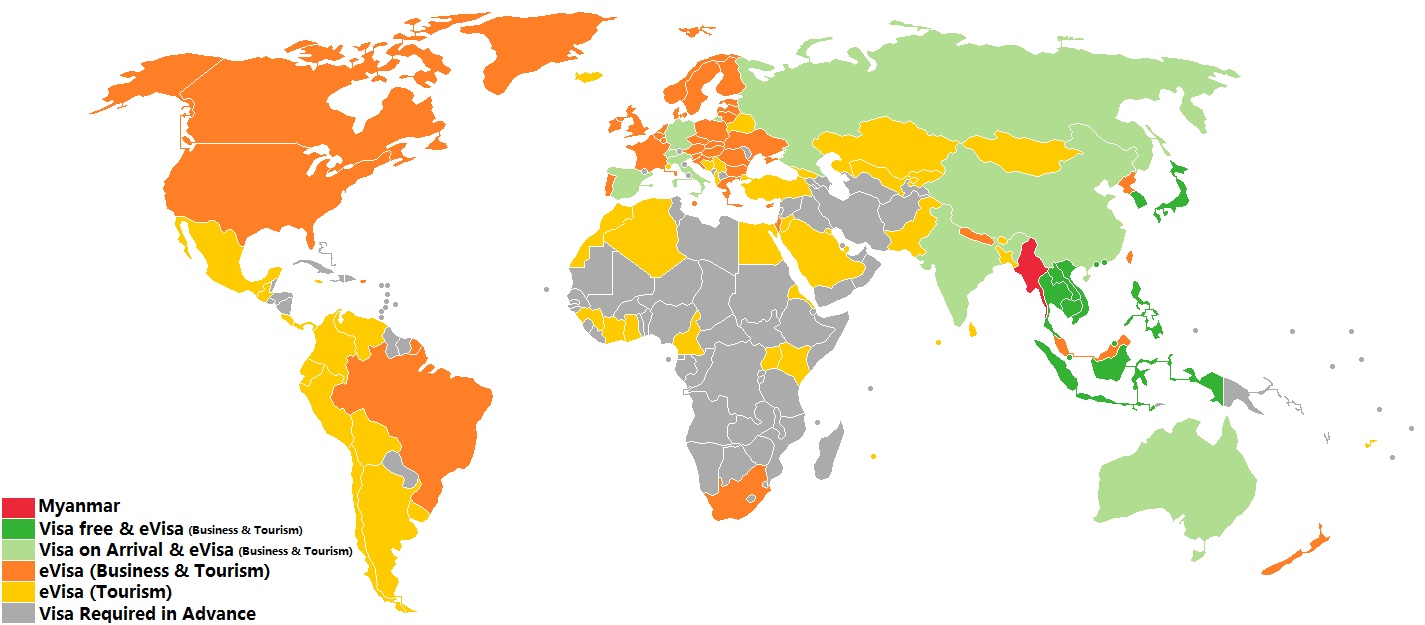 Myanmar
Visa free & eVisa (Business & Tourism)
Visa on Arrival & eVisa (Business & Tourism)
eVisa (Business & Tourism)
eVisa (Tourism)
Visa Required in Advance